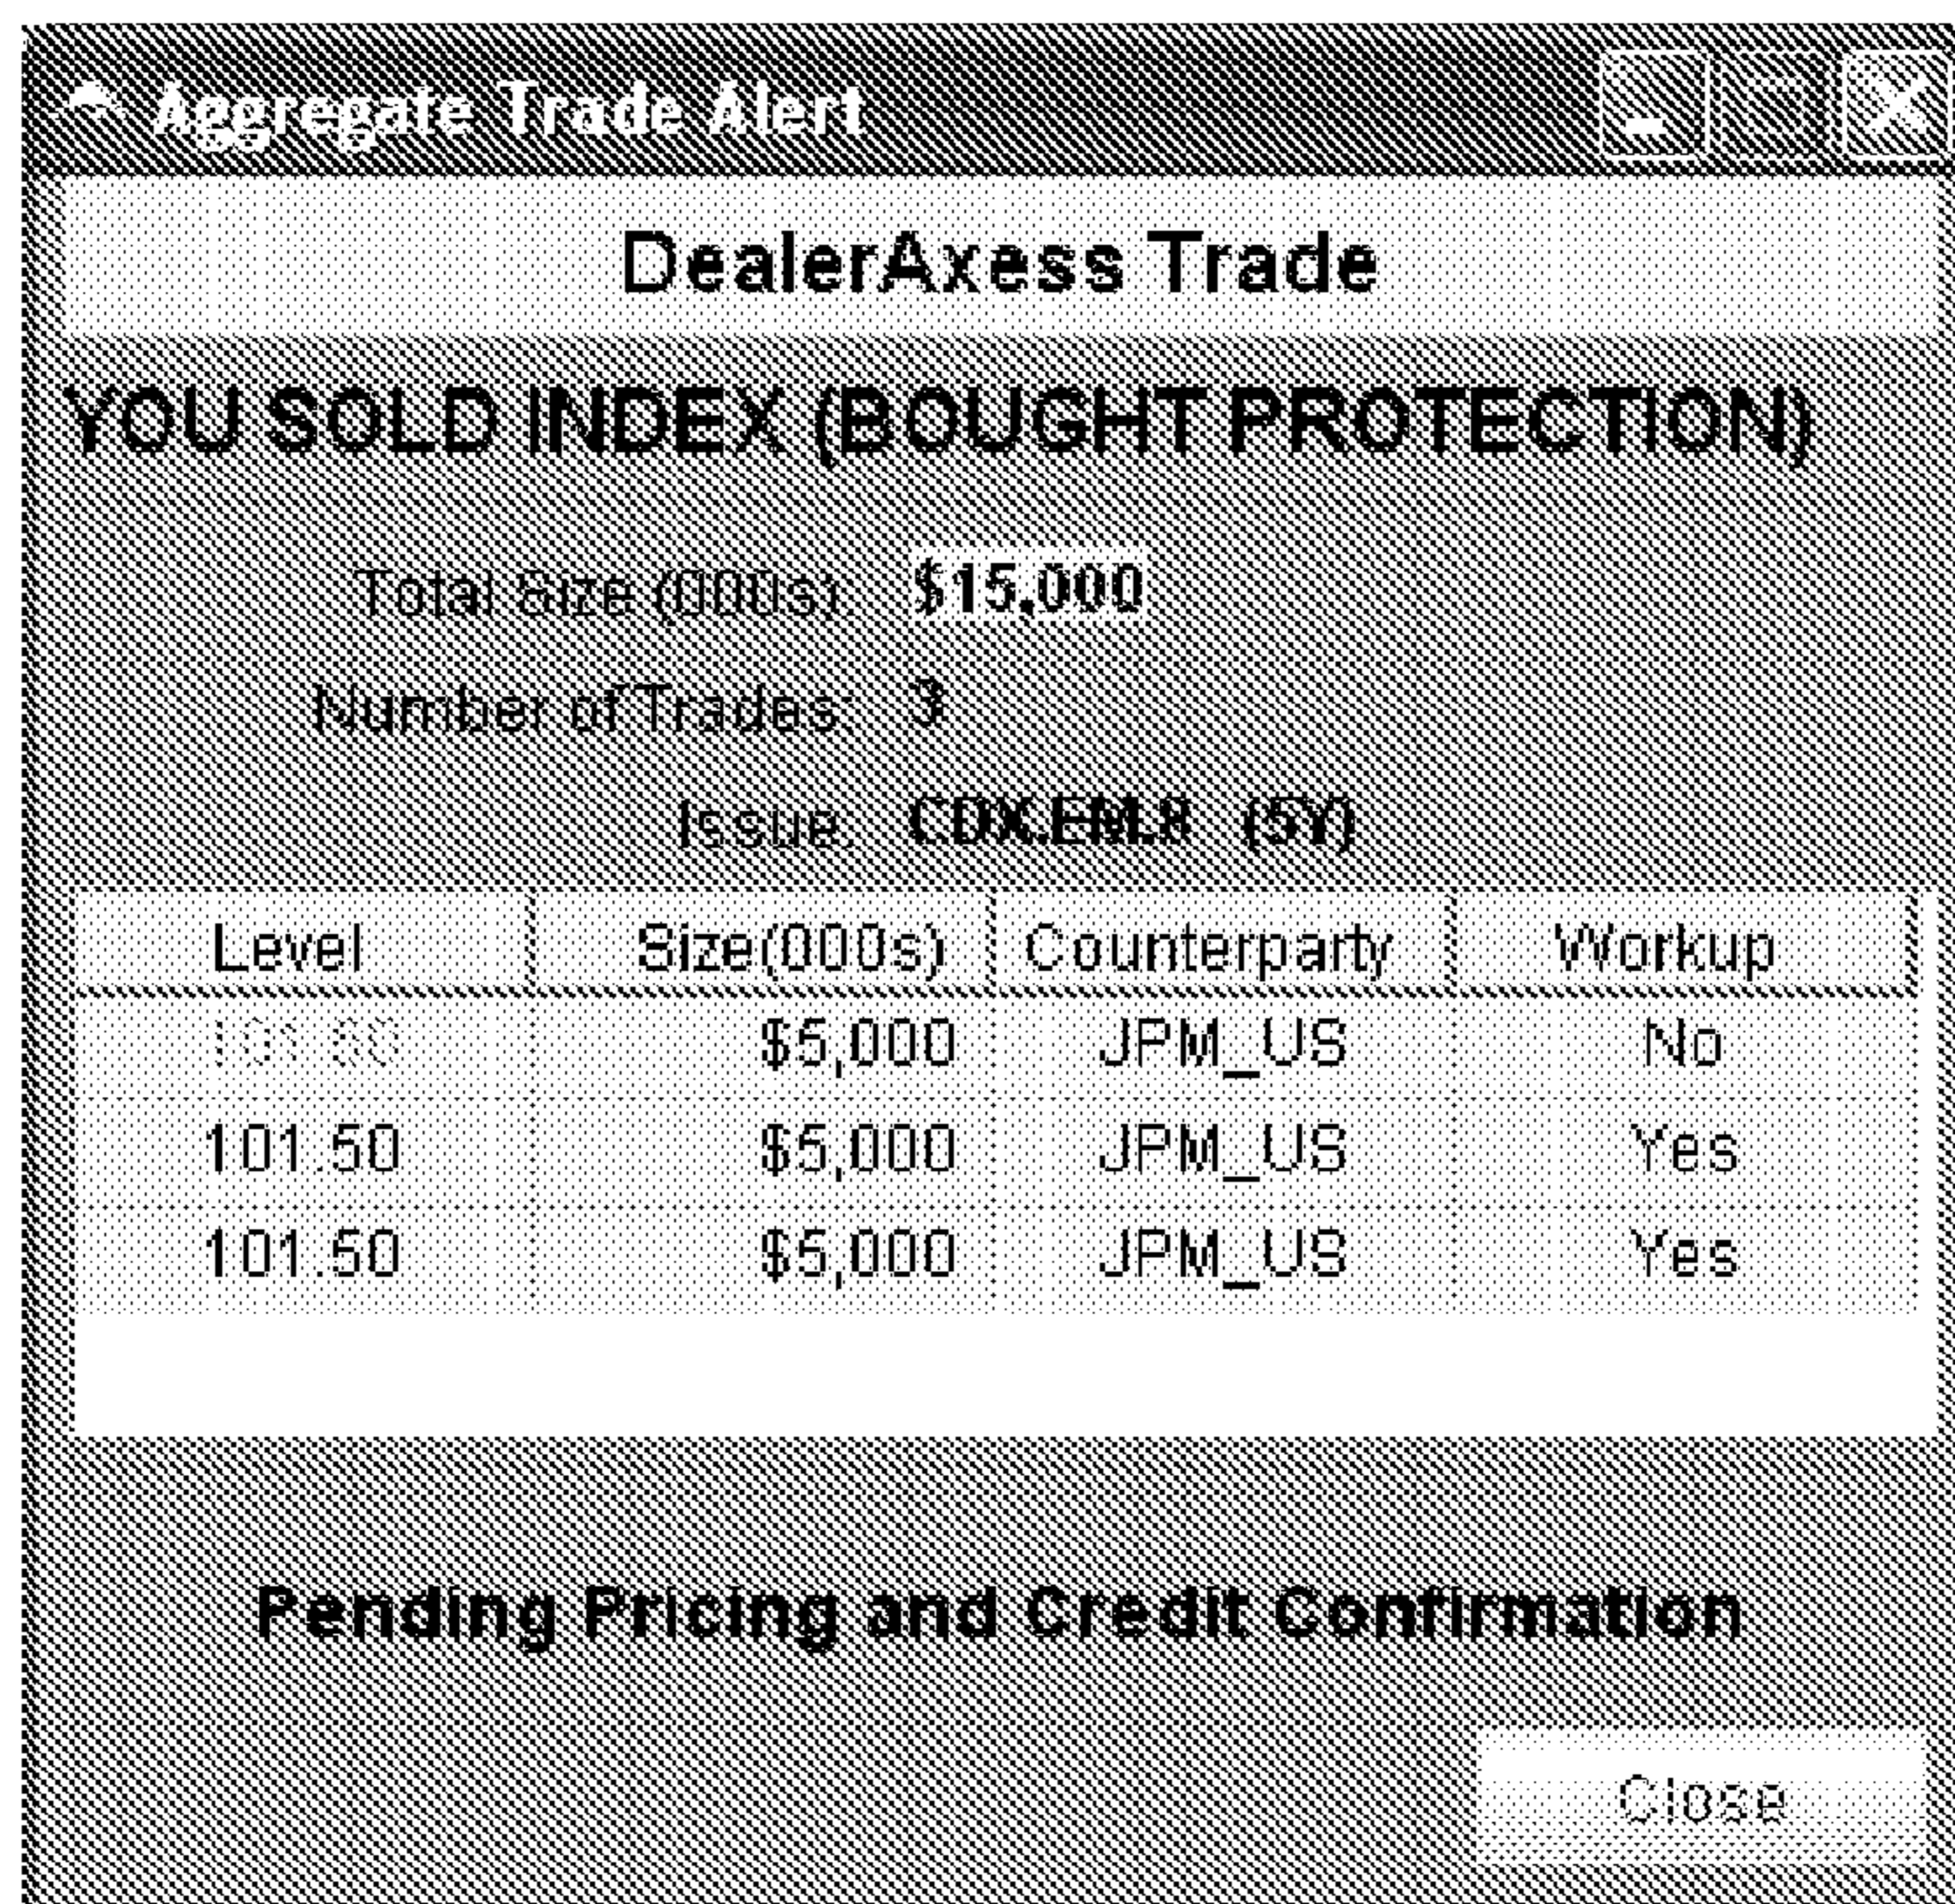 Aggregate Trade Alert
DealerAxess Trade
YOU SOLD INDEX (BOUGHT PROTECTION)
Total Size (000s): $15,000
Number of Trades: 3
Issue: CDX.EM.8 (5Y)
Level Size(000s) Counterparty Workup
$5,000 JPM_US No
101.50 $5,000 JPM_US Yes
101.50 $5,000 JPM_US Yes
Pending Pricing and Credit Confirmation
Close